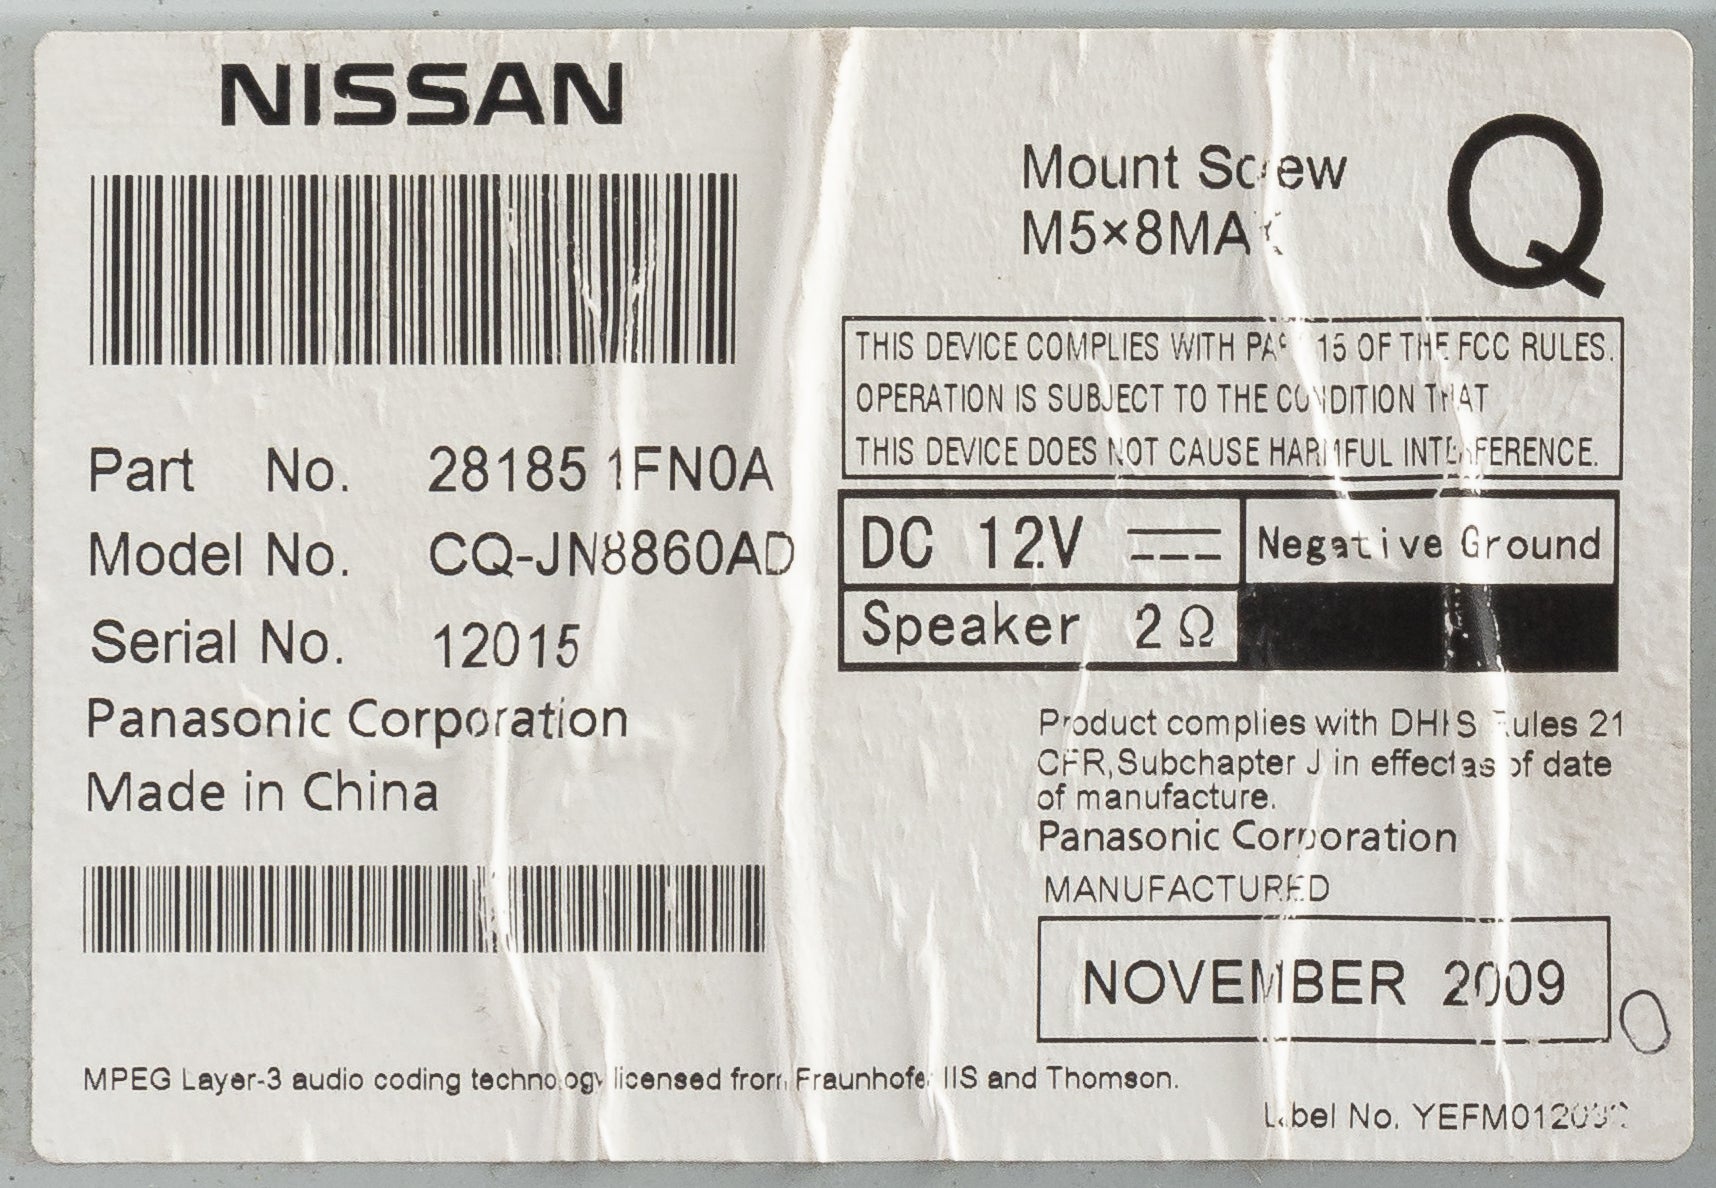 NISSAN
Part No. 28185 1FN0A
Model No. CQ-JN8860AD
Serial No. 12015
Panasonic Corporation
Made in China
Mount Screw
M5×8MAX
Q
THIS DEVICE COMPLIES WITH PART 15 OF THE FCC RULES.
OPERATION IS SUBJECT TO THE CONDITION THAT
THIS DEVICE DOES NOT CAUSE HARMFUL INTERFERENCE.
DC 12V
Negative Ground
Speaker 2Ω
Product complies with DHHS Rules 21
CFR,Subchapter J in effect as of date
of manufacture.
Panasonic Corporation
MANUFACTURED
NOVEMBER 2009
MPEG Layer-3 audio coding technology licensed from Fraunhofer IIS and Thomson.
Label No.